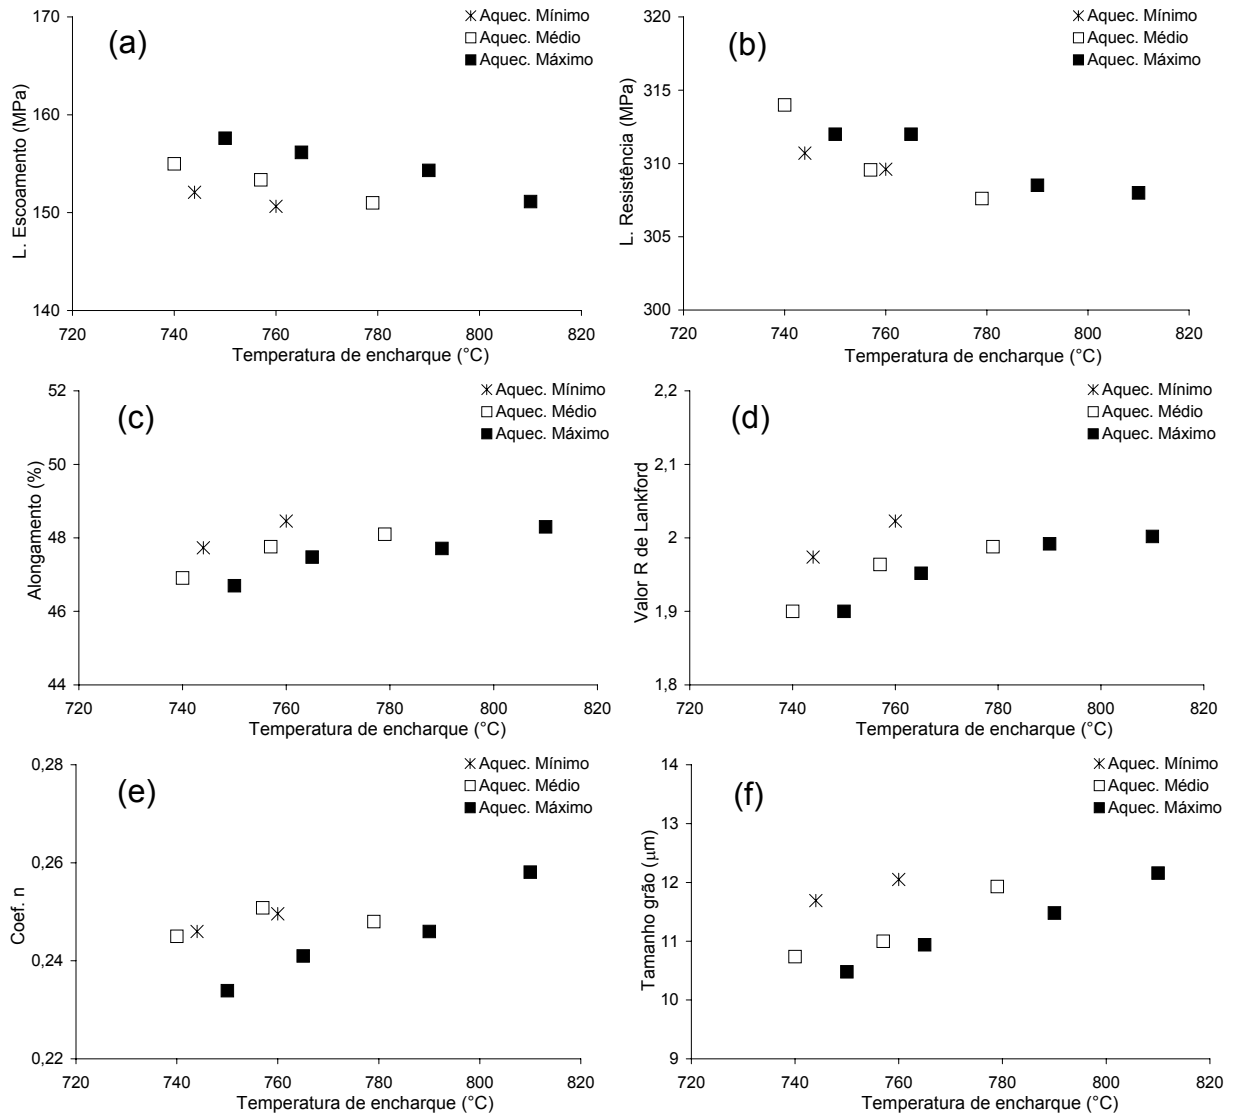 (a)
Aquec. Mínimo
Aquec. Médio
Aquec. Máximo
L. Escoamento (MPa)
170
160
150
140
720 740 760 780 800 820
Temperatura de encharque (°C)
(b)
Aquec. Mínimo
Aquec. Médio
Aquec. Máximo
L. Resistência (MPa)
320
315
310
305
300
720 740 760 780 800 820
Temperatura de encharque (°C)
(c)
Aquec. Mínimo
Aquec. Médio
Aquec. Máximo
Alongamento (%)
52
50
48
46
44
720 740 760 780 800 820
Temperatura de encharque (°C)
(d)
Aquec. Mínimo
Aquec. Médio
Aquec. Máximo
Valor R de Lankford
2,2
2,1
2
1,9
1,8
720 740 760 780 800 820
Temperatura de encharque (°C)
(e)
Aquec. Mínimo
Aquec. Médio
Aquec. Máximo
Coef. n
0,28
0,26
0,24
0,22
720 740 760 780 800 820
Temperatura de encharque (°C)
(f)
Aquec. Mínimo
Aquec. Médio
Aquec. Máximo
Tamanho grão (μm)
14
13
12
11
10
9
720 740 760 780 800 820
Temperatura de encharque (°C)